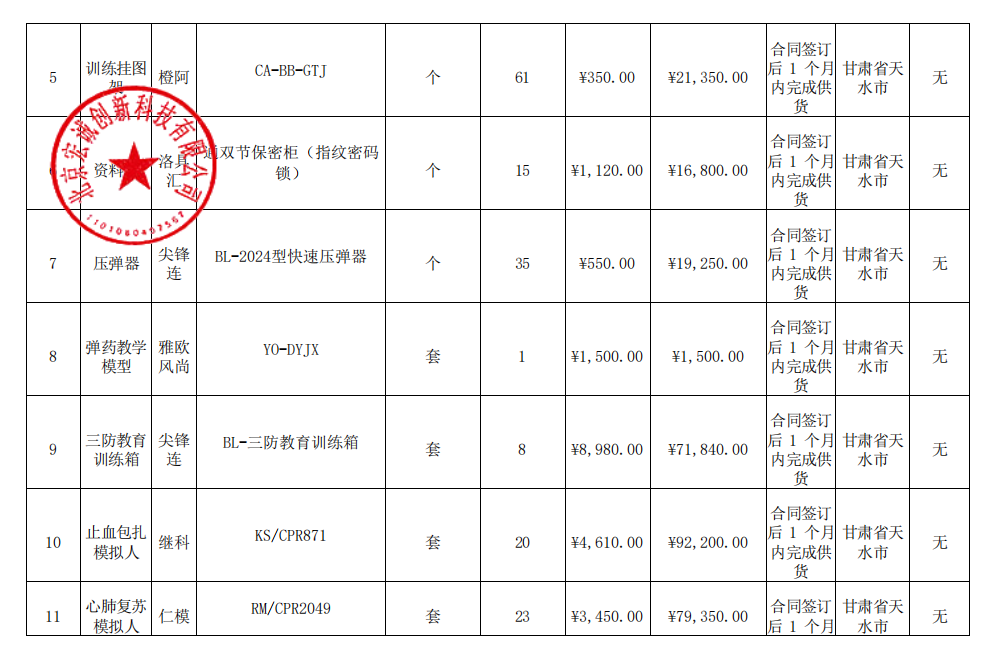 5 训练挂图架 橙阿 CA-BB-GTJ 个 61 ¥350.00 ¥21,350.00 合同签订后 1 个月内完成供货 甘肃省天水市 无
资料 洛具汇 通双节保密柜（指纹密码锁） 个 15 ¥1,120.00 ¥16,800.00 合同签订后 1 个月内完成供货 甘肃省天水市 无
7 压弹器 尖锋连 BL-2024型快速压弹器 个 35 ¥550.00 ¥19,250.00 合同签订后 1 个月内完成供货 甘肃省天水市 无
8 弹药教学模型 雅欧风尚 YO-DYJX 套 1 ¥1,500.00 ¥1,500.00 合同签订后 1 个月内完成供货 甘肃省天水市 无
9 三防教育训练箱 尖锋连 BL-三防教育训练箱 套 8 ¥8,980.00 ¥71,840.00 合同签订后 1 个月内完成供货 甘肃省天水市 无
10 止血包扎模拟人 继科 KS/CPR871 套 20 ¥4,610.00 ¥92,200.00 合同签订后 1 个月内完成供货 甘肃省天水市 无
11 心肺复苏模拟人 仁模 RM/CPR2049 套 23 ¥3,450.00 ¥79,350.00 合同签订后 1 个月 甘肃省天水市 无
北京宏诚创新科技有限公司